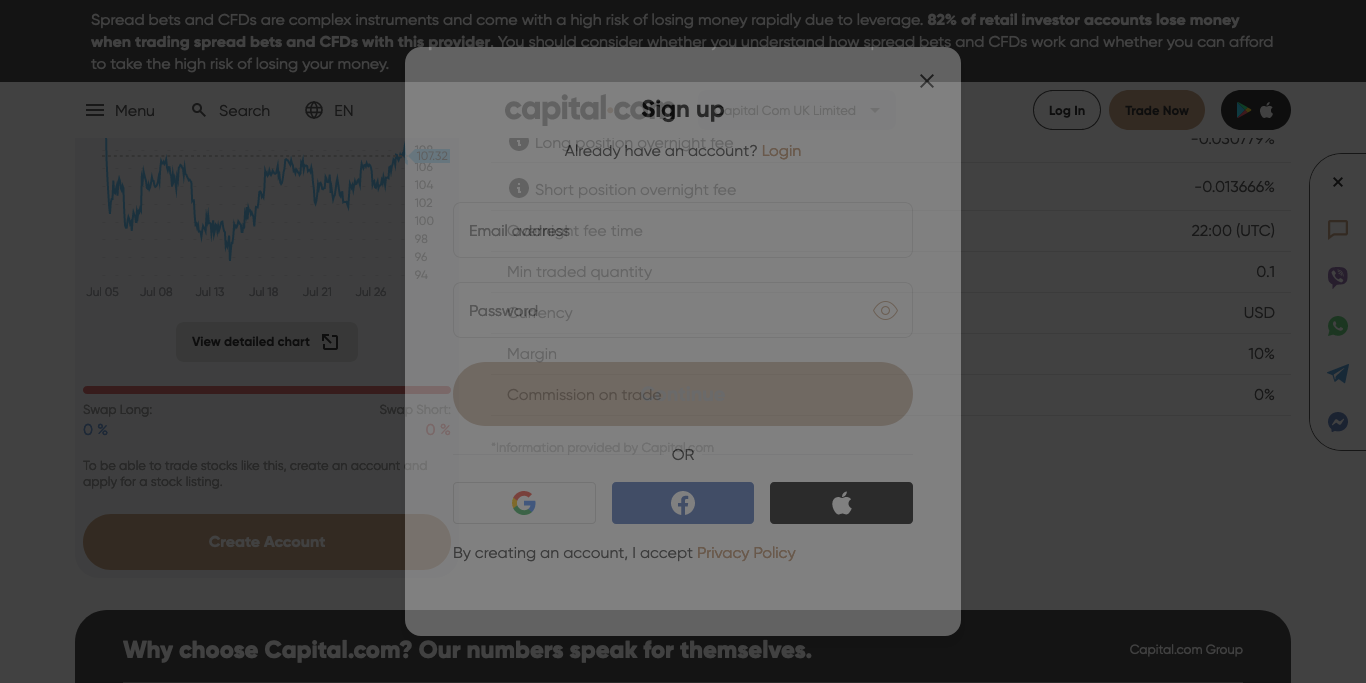 Spread bets and CFDs are complex instruments and come with a high risk of losing money rapidly due to leverage. 82% of retail investor accounts lose money
when trading spread bets and CFDs with this provider. You should consider whether you understand how spread bets and CFDs work and whether you can afford
to take the high risk of losing your money.
Menu
Search
EN
capital.com
Capital Com UK Limited
Log In
Trade Now
Sign up
Already have an account? Login
Long position overnight fee
-0.030779%
Short position overnight fee
-0.013666%
Email address
Overnight fee time
22:00 (UTC)
Min traded quantity
0.1
Password
Currency
USD
Margin
10%
Commission on trade
0%
*Information provided by Capital.com
OR
By creating an account, I accept Privacy Policy
107.32
106
104
102
100
98
96
94
Jul 05
Jul 08
Jul 13
Jul 18
Jul 21
Jul 26
View detailed chart
Swap Long:
Swap Short:
0 %
0 %
To be able to trade stocks like this, create an account and
apply for a stock listing.
Create Account
Why choose Capital.com? Our numbers speak for themselves.
Capital.com Group